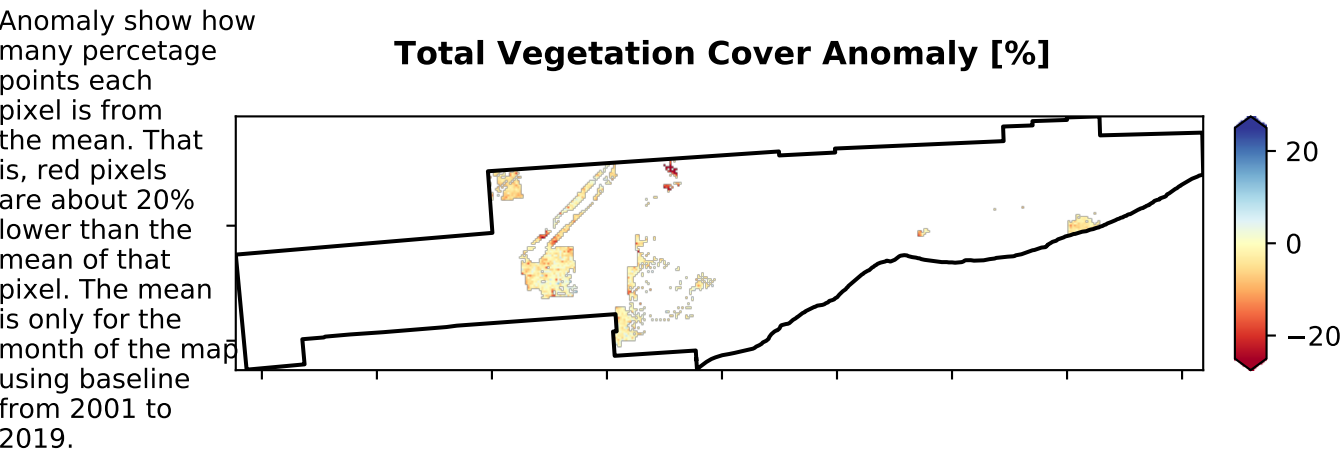 Anomaly show how
many percetage
points each
pixel is from
the mean. That
is, red pixels
are about 20%
lower than the
mean of that
pixel. The mean
is only for the
month of the map
using baseline
from 2001 to
2019.
Total Vegetation Cover Anomaly [%]
20
0
−20